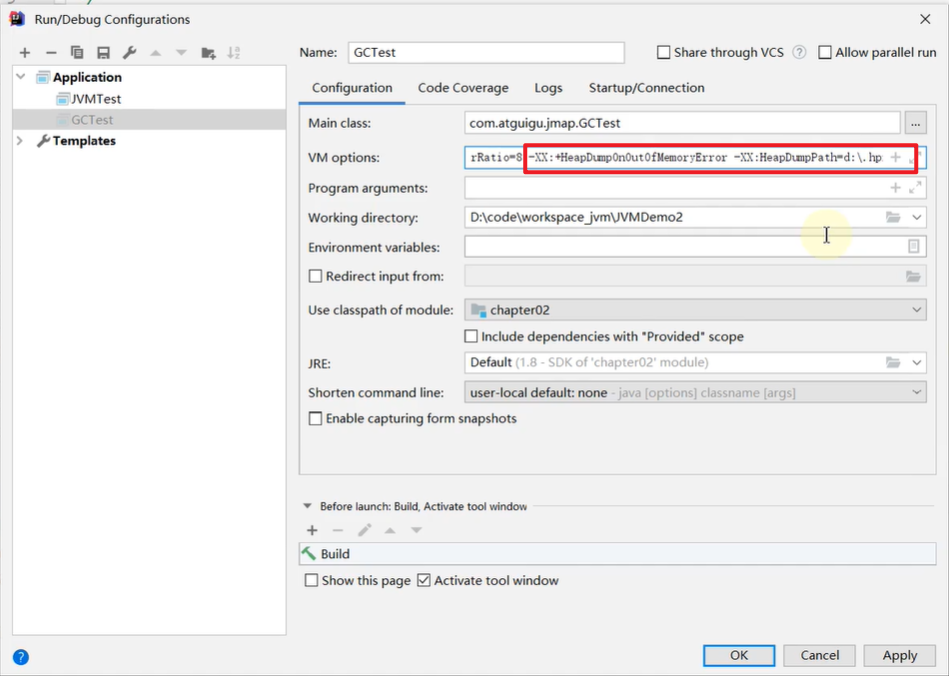 Run/Debug Configurations
Name: GCTest Share through VCS ? Allow parallel run
Application
JVMTest
GCTest
Templates
Configuration Code Coverage Logs Startup/Connection
Main class: com.atguigu.jmap.GCTest ...
VM options: rRatio=8 -XX:+HeapDumpOnOutOfMemoryError -XX:HeapDumpPath=d:\.hp
Program arguments:
Working directory: D:\code\workspace_jvm\JVMDemo2
Environment variables:
Redirect input from:
Use classpath of module: chapter02
Include dependencies with "Provided" scope
JRE: Default (1.8 - SDK of 'chapter02' module)
Shorten command line: user-local default: none - java [options] classname [args]
Enable capturing form snapshots
Before launch: Build, Activate tool window
Build
Show this page Activate tool window
? OK Cancel Apply